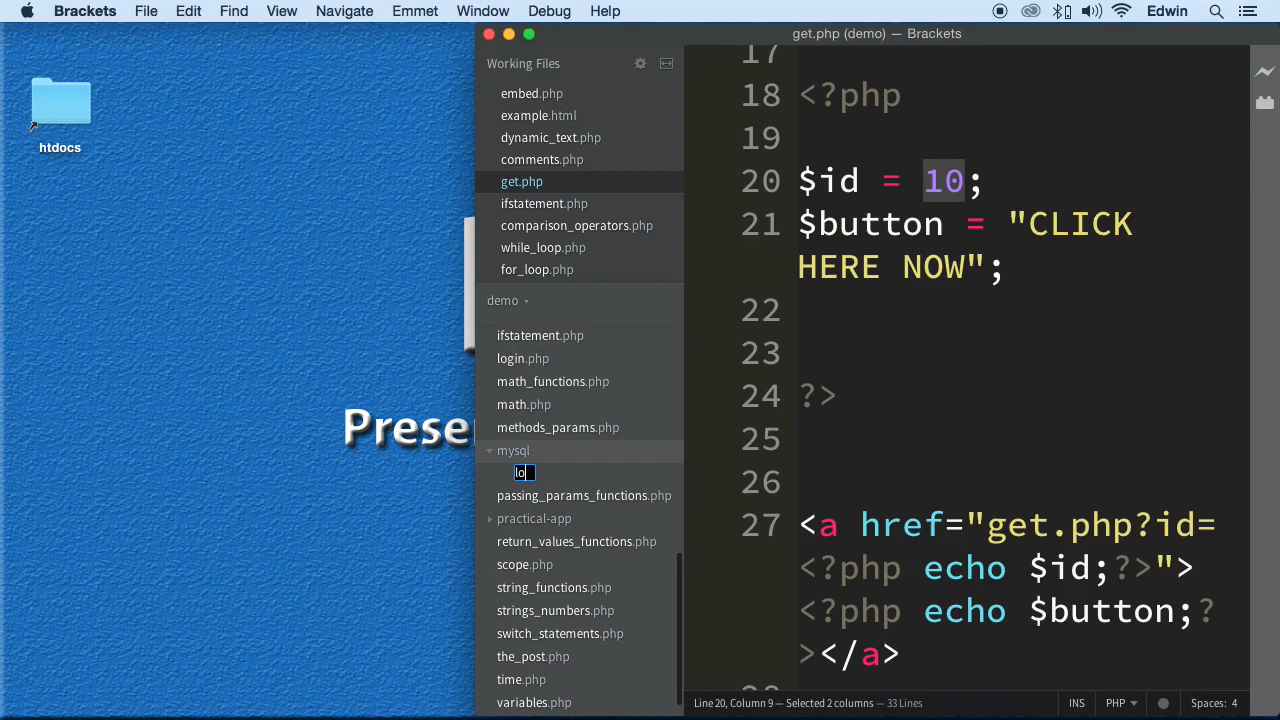 Brackets File Edit Find View Navigate Emmet Window Debug Help Edwin
get.php (demo) — Brackets
htdocs
Working Files
embed.php
example.html
dynamic_text.php
comments.php
get.php
ifstatement.php
comparison_operators.php
while_loop.php
for_loop.php
demo
ifstatement.php
login.php
math_functions.php
math.php
methods_params.php
mysql
lo
passing_params_functions.php
practical-app
return_values_functions.php
scope.php
string_functions.php
strings_numbers.php
switch_statements.php
the_post.php
time.php
variables.php
Prese
17
18 <?php
19
20 $id = 10;
21 $button = "CLICK
HERE NOW";
22
23
24 ?>
25
26
27 <a href="get.php?id=
<?php echo $id;?>">
<?php echo $button;?
></a>
Line 20, Column 9 — Selected 2 columns — 33 Lines INS PHP Spaces: 4